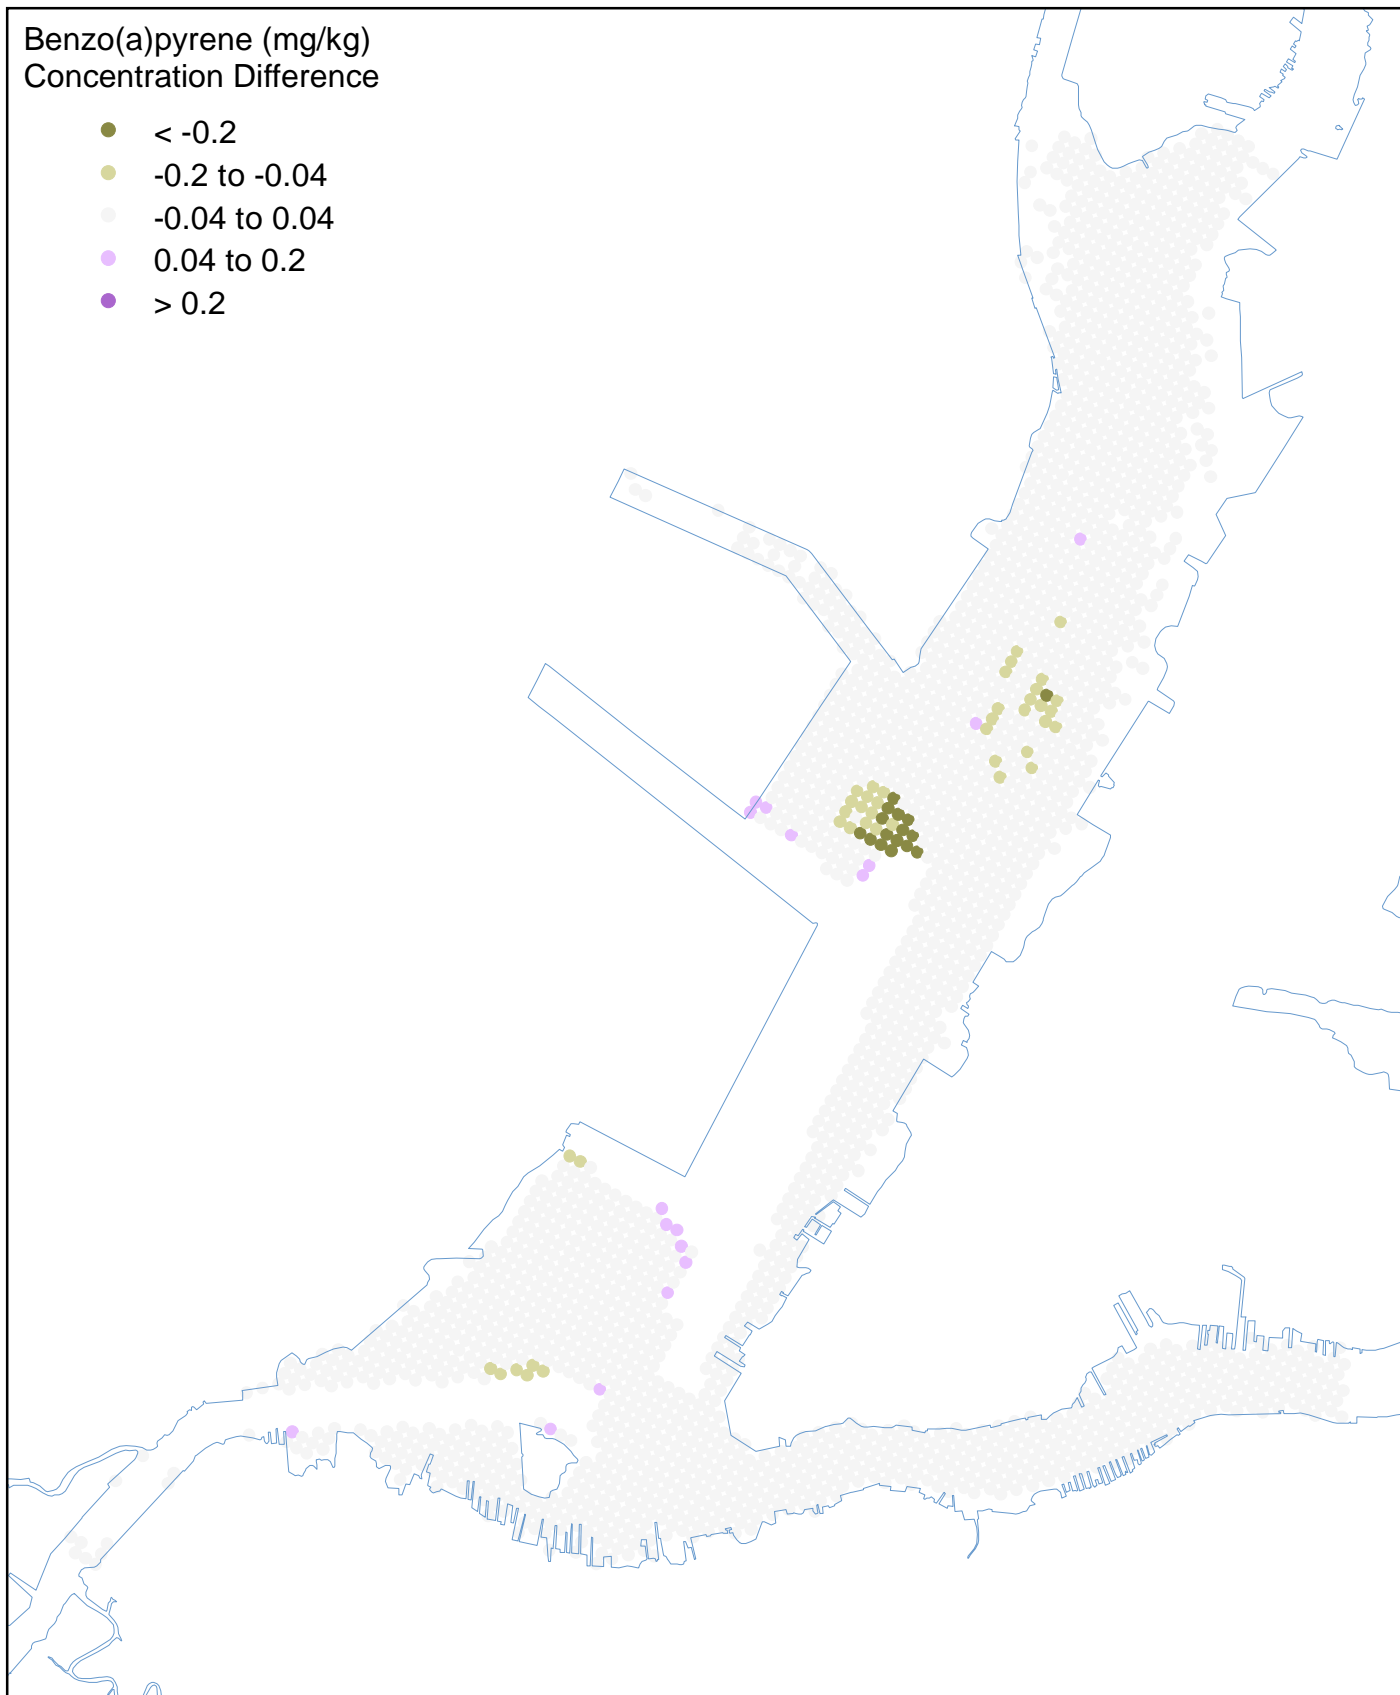 Benzo(a)pyrene (mg/kg)
Concentration Difference
< -0.2
-0.2 to -0.04
-0.04 to 0.04
0.04 to 0.2
> 0.2